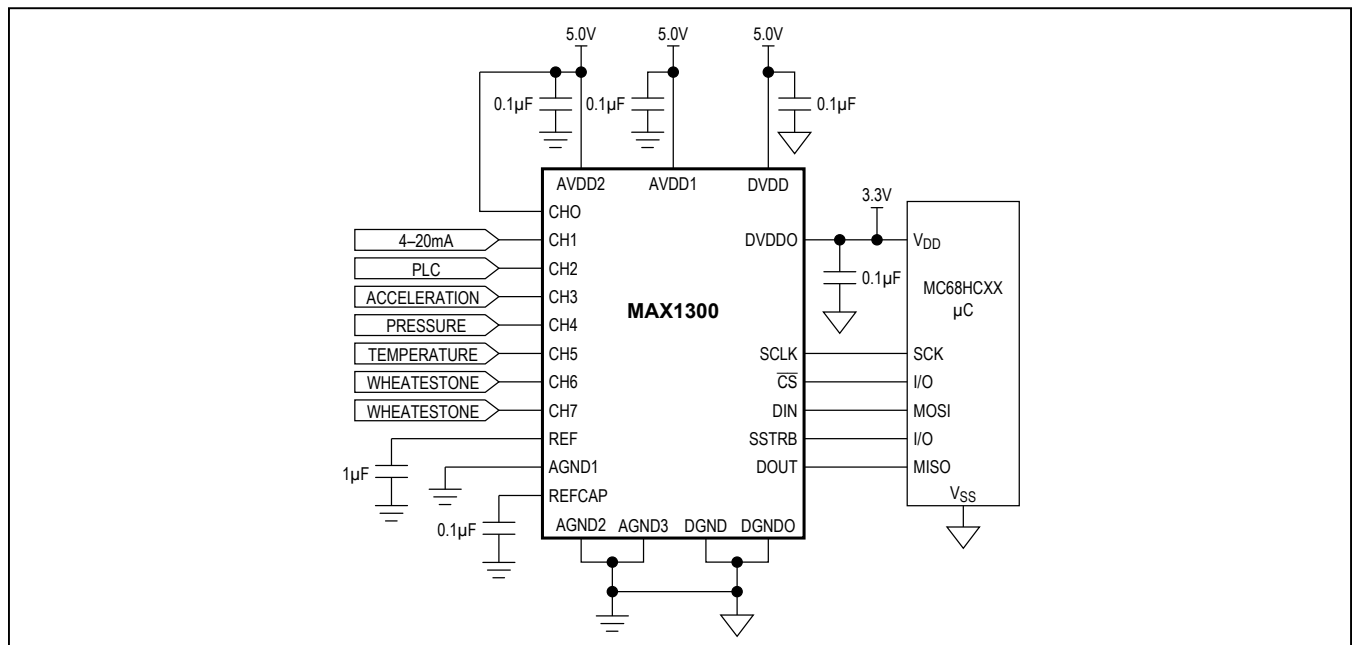 5.0V 5.0V 5.0V
0.1µF 0.1µF 0.1µF
AVDD2 AVDD1 DVDD
3.3V
CHO
4–20mA CH1 DVDDO VDD
PLC CH2
0.1µF MC68HCXX
µC
ACCELERATION CH3
MAX1300
PRESSURE CH4
TEMPERATURE CH5 SCLK SCK
WHEATESTONE CH6 CS I/O
WHEATESTONE CH7 DIN MOSI
REF SSTRB I/O
1µF AGND1 DOUT MISO
REFCAP VSS
0.1µF AGND2 AGND3 DGND DGNDO